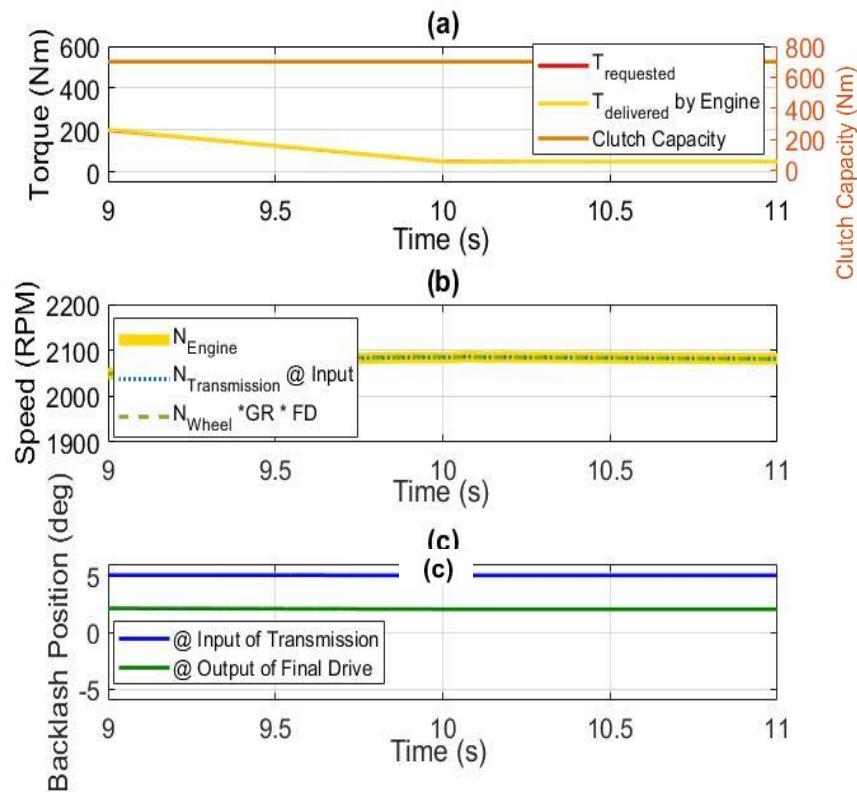 (a)
Torque (Nm)
600
400
200
0
T_requested
T_delivered by Engine
Clutch Capacity
800
600
400
200
0
Clutch Capacity (Nm)
9 9.5 10 10.5 11
Time (s)
(b)
Speed (RPM)
2200
2100
2000
1900
N_Engine
N_Transmission @ Input
N_Wheel *GR * FD
9 9.5 10 10.5 11
Time (s)
(c)
(c)
Backlash Position (deg)
5
0
-5
@ Input of Transmission
@ Output of Final Drive
9 9.5 10 10.5 11
Time (s)